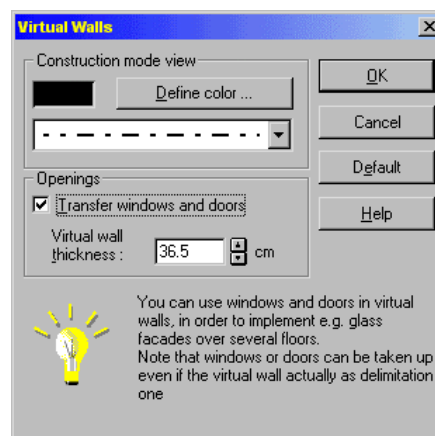 Virtual Walls
Construction mode view
Define color ...
OK
Cancel
Default
Help
Openings
Transfer windows and doors
Virtual wall
thickness : 36.5 cm
You can use windows and doors in virtual
walls, in order to implement e.g. glass
facades over several floors.
Note that windows or doors can be taken up
even if the virtual wall actually as delimitation
one